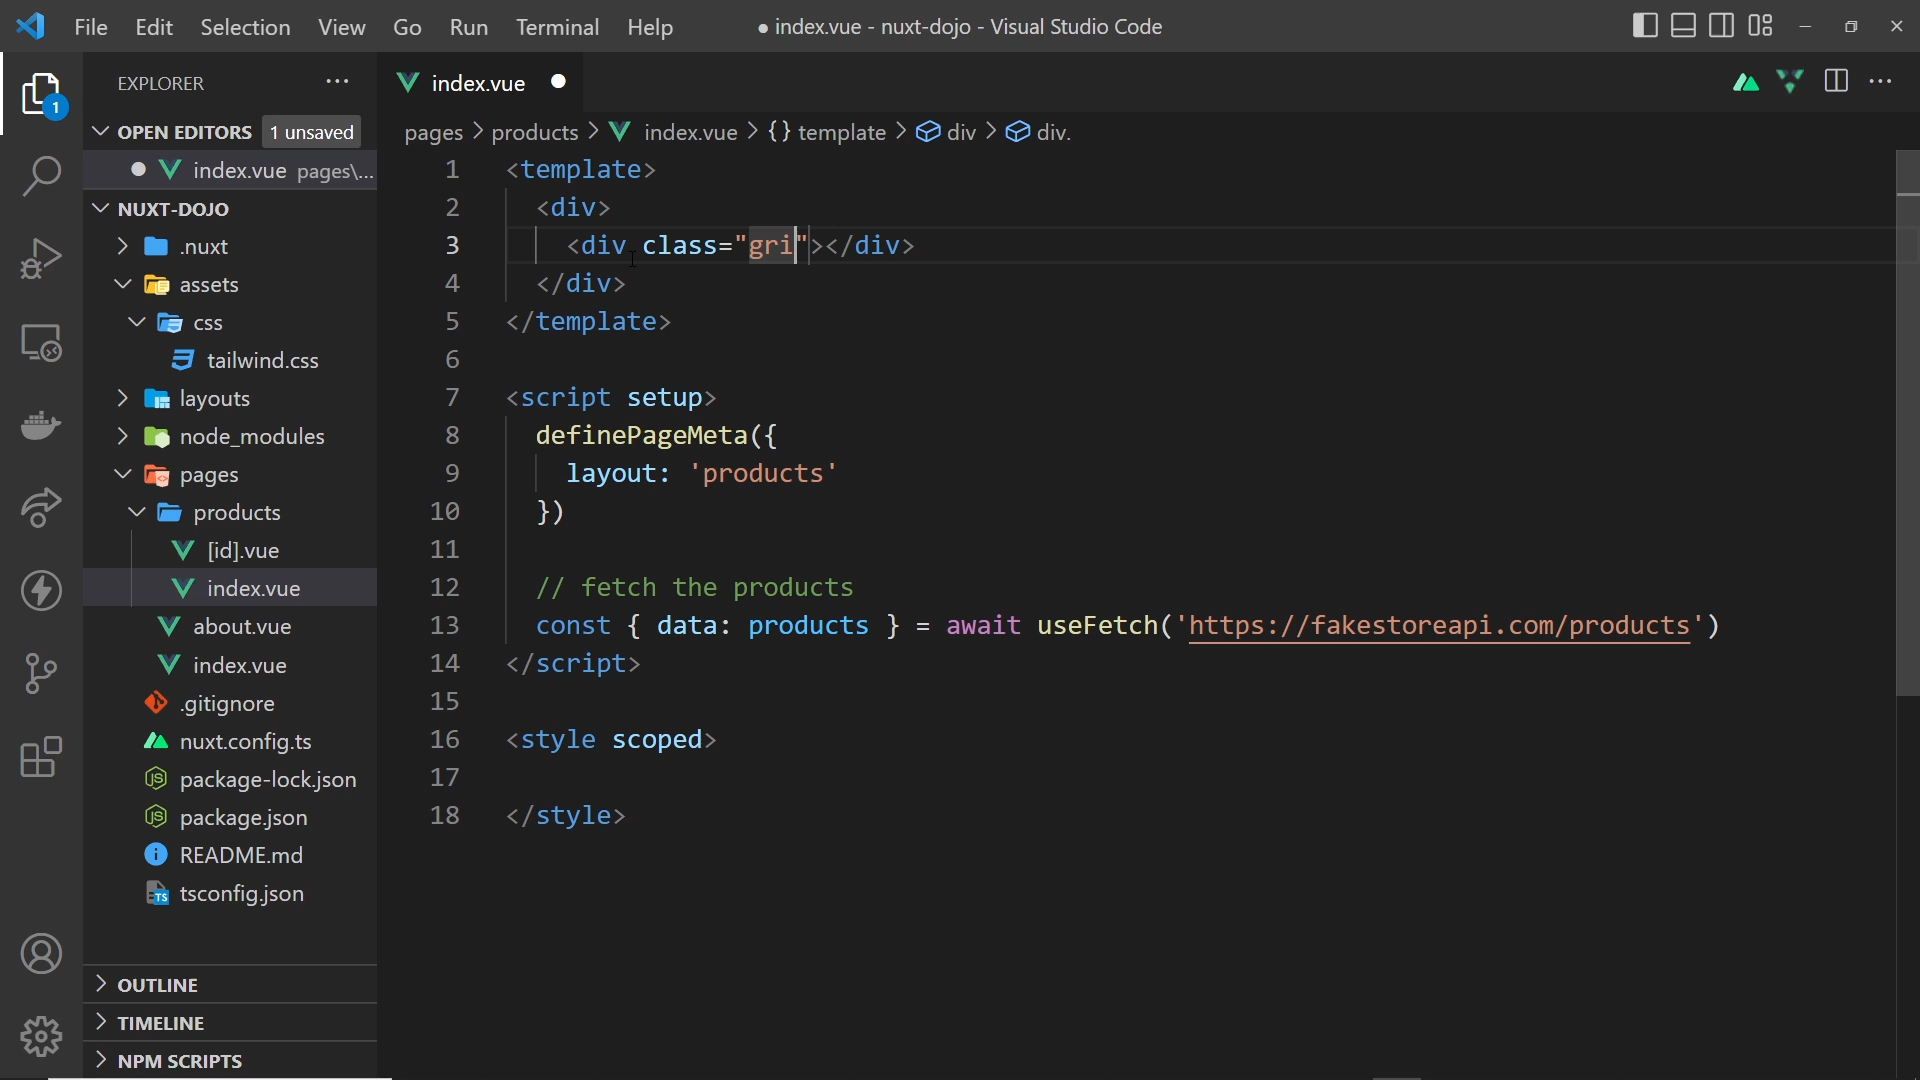 File Edit Selection View Go Run Terminal Help
● index.vue - nuxt-dojo - Visual Studio Code
1
EXPLORER
OPEN EDITORS 1 unsaved
index.vue pages\...
NUXT-DOJO
.nuxt
assets
css
tailwind.css
layouts
node_modules
pages
products
[id].vue
index.vue
about.vue
index.vue
.gitignore
nuxt.config.ts
package-lock.json
package.json
README.md
tsconfig.json
OUTLINE
TIMELINE
NPM SCRIPTS
index.vue
pages > products > index.vue > {} template > div > div.
1 <template>
2 <div>
3 <div class="gri"></div>
4 </div>
5 </template>
6
7 <script setup>
8 definePageMeta({
9 layout: 'products'
10 })
11
12 // fetch the products
13 const { data: products } = await useFetch('https://fakestoreapi.com/products')
14 </script>
15
16 <style scoped>
17
18 </style>